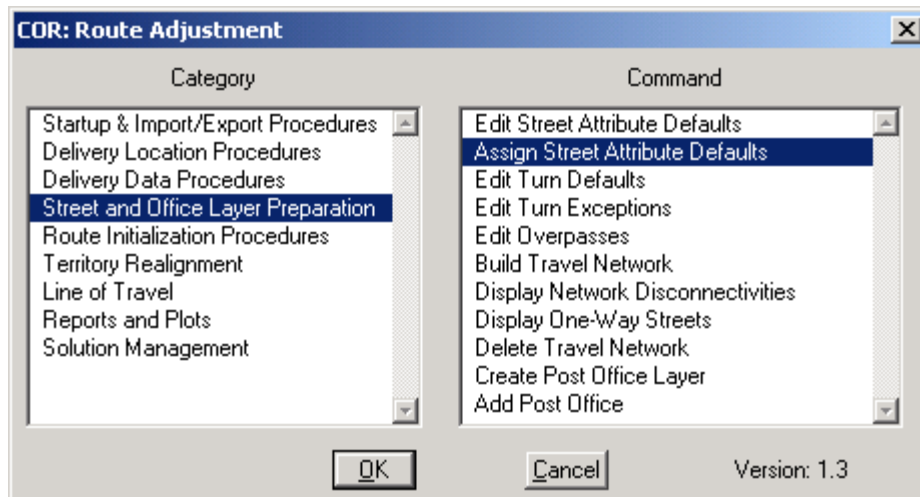 COR: Route Adjustment
Category
Startup & Import/Export Procedures
Delivery Location Procedures
Delivery Data Procedures
Street and Office Layer Preparation
Route Initialization Procedures
Territory Realignment
Line of Travel
Reports and Plots
Solution Management
Command
Edit Street Attribute Defaults
Assign Street Attribute Defaults
Edit Turn Defaults
Edit Turn Exceptions
Edit Overpasses
Build Travel Network
Display Network Disconnectivities
Display One-Way Streets
Delete Travel Network
Create Post Office Layer
Add Post Office
OK
Cancel
Version: 1.3